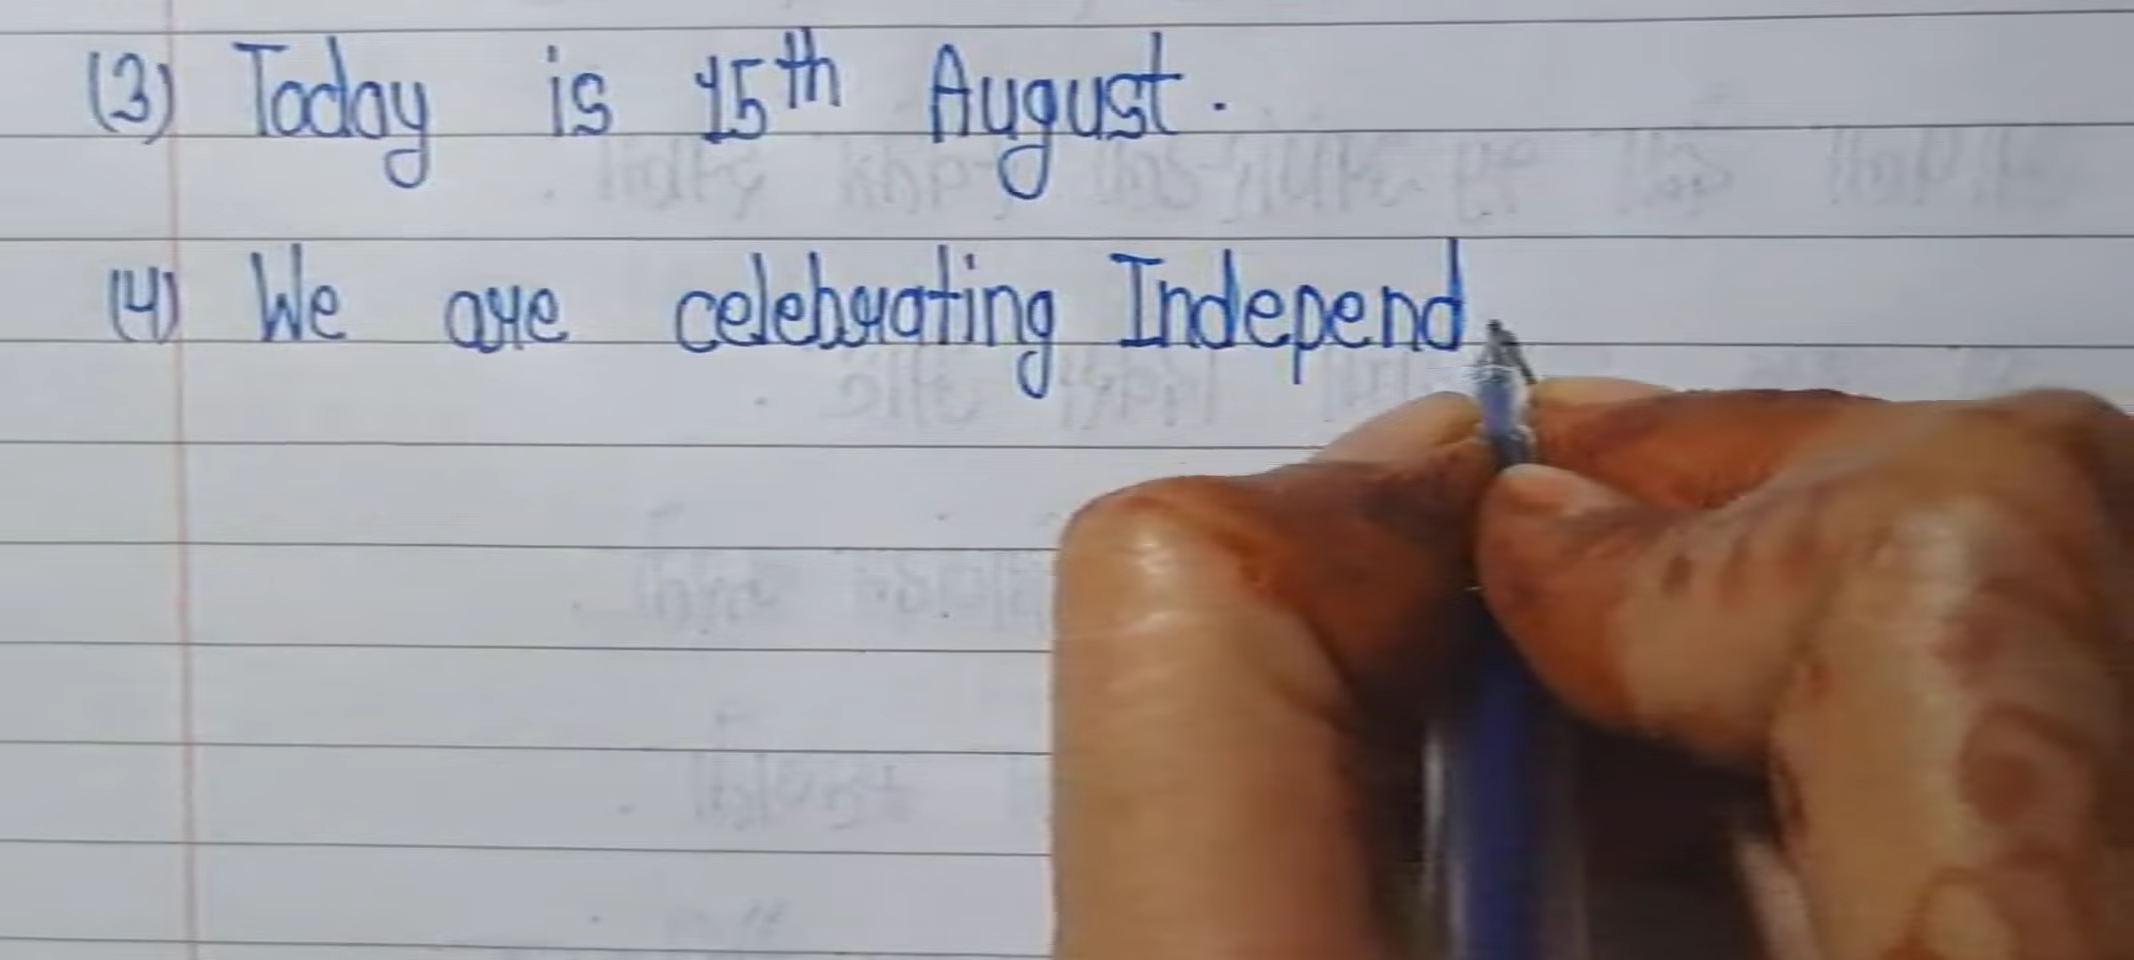 (3) Today is 15th August.
(4) We are celebrating Independ